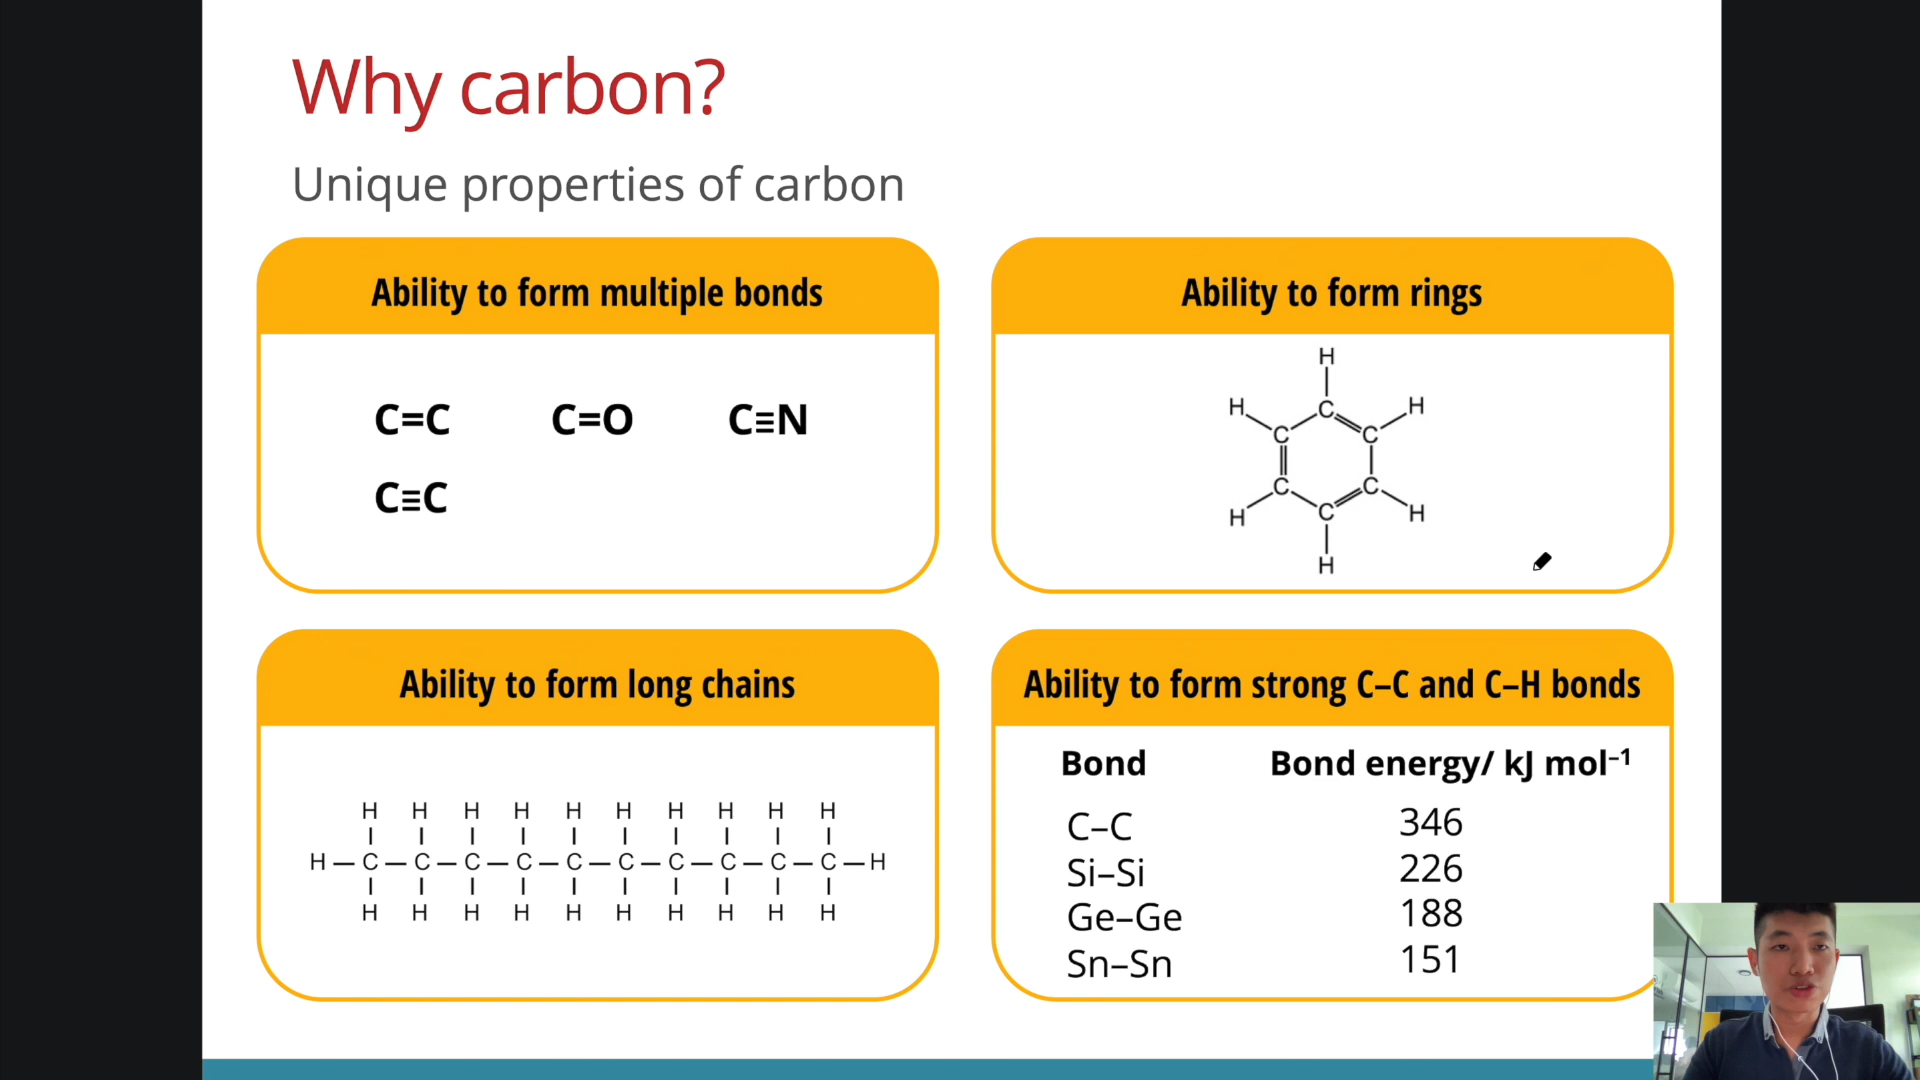 Why carbon?
Unique properties of carbon
Ability to form multiple bonds
C=C C=O C≡N
C≡C
Ability to form rings
H
H C H
C C
C C
H C H
H
Ability to form long chains
H H H H H H H H H H
H–C–C–C–C–C–C–C–C–C–C–H
H H H H H H H H H H
Ability to form strong C–C and C–H bonds
Bond Bond energy/ kJ mol⁻¹
C–C 346
Si–Si 226
Ge–Ge 188
Sn–Sn 151